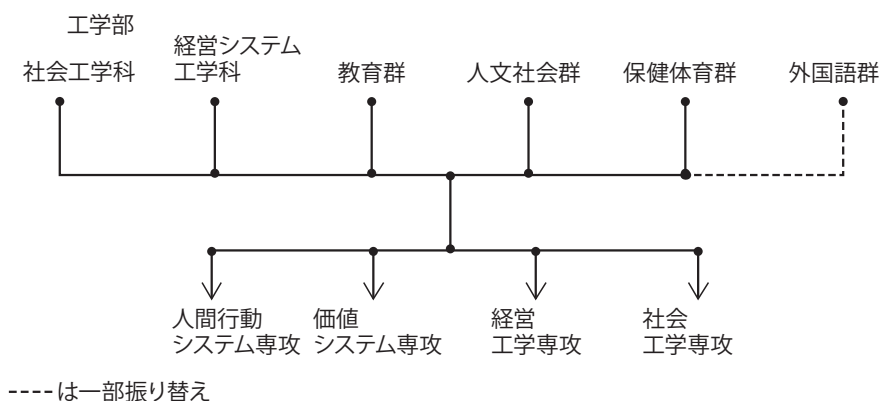 工学部
社会工学科
経営システム
工学科
教育群
人文社会群
保健体育群
外国語群
人間行動
システム専攻
価値
システム専攻
経営
工学専攻
社会
工学専攻
----は一部振り替え